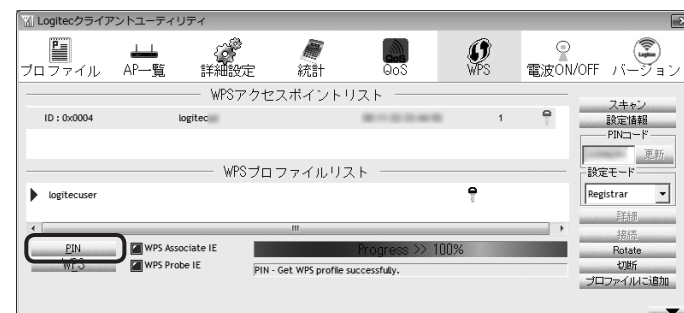 Logitecクライアントユーティリティ
プロファイル AP一覧 詳細設定 統計 QoS WPS 電波ON/OFF バージョン
WPSアクセスポイントリスト
ID : 0x0004 logitec 1
WPSプロファイルリスト
logitecuser
スキャン
設定情報
PINコード
更新
設定モード
Registrar
詳細
接続
Rotate
切断
プロファイルに追加
PIN
WPS
WPS Associate IE
WPS Probe IE
Progress >> 100%
PIN - Get WPS profile successfully.